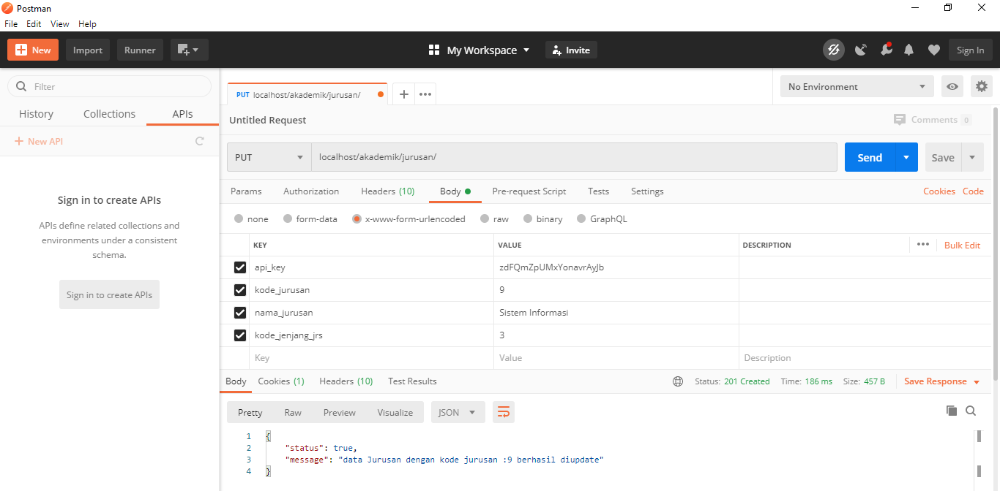 Postman
File Edit View Help
New Import Runner My Workspace Invite Sign In
Filter
History Collections APIs
New API
Sign in to create APIs
APIs define related collections and
environments under a consistent
schema.
Sign in to create APIs
PUT localhost/akademik/jurusan/
No Environment
Untitled Request Comments 0
PUT localhost/akademik/jurusan/ Send Save
Params Authorization Headers (10) Body Pre-request Script Tests Settings Cookies Code
none form-data x-www-form-urlencoded raw binary GraphQL
KEY VALUE DESCRIPTION Bulk Edit
api_key zdFQmZpUMxYonavrAyJb
kode_jurusan 9
nama_jurusan Sistem Informasi
kode_jenjang_jrs 3
Key Value Description
Body Cookies (1) Headers (10) Test Results Status: 201 Created Time: 186 ms Size: 457 B Save Response
Pretty Raw Preview Visualize JSON
1 {
2 "status": true,
3 "message": "data Jurusan dengan kode jurusan :9 berhasil diupdate"
4 }